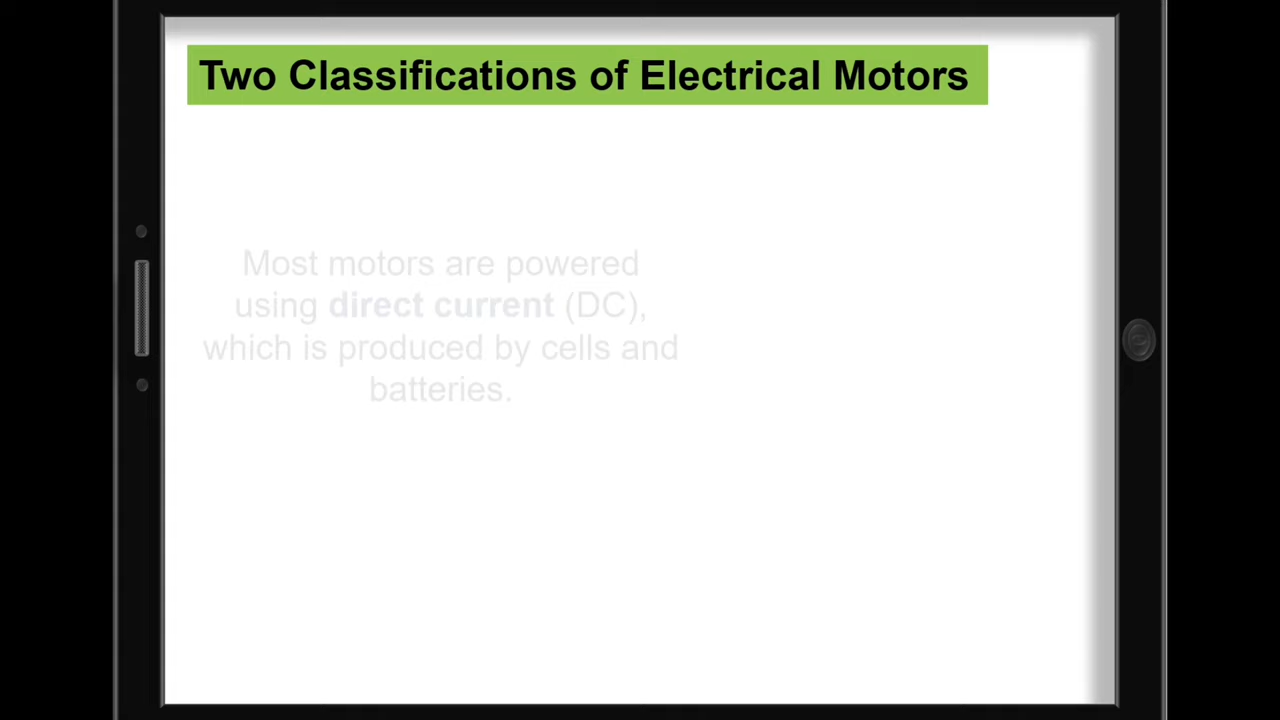 Two Classifications of Electrical Motors
Most motors are powered
using direct current (DC),
which is produced by cells and
batteries.